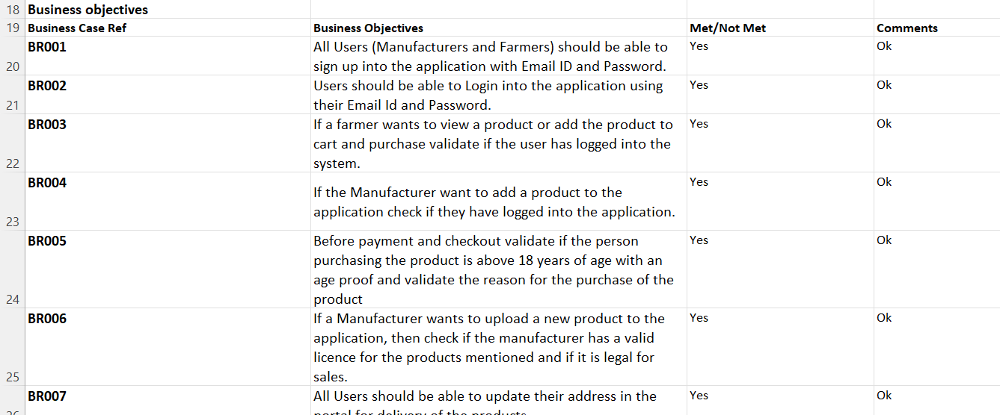 18 Business objectives
19 Business Case Ref Business Objectives Met/Not Met Comments
BR001 All Users (Manufacturers and Farmers) should be able to Yes Ok
20 sign up into the application with Email ID and Password.
BR002 Users should be able to Login into the application using Yes Ok
21 their Email Id and Password.
BR003 If a farmer wants to view a product or add the product to Yes Ok
cart and purchase validate if the user has logged into the
22 system.
BR004 Yes Ok
If the Manufacturer want to add a product to the
application check if they have logged into the application.
23
BR005 Before payment and checkout validate if the person Yes Ok
purchasing the product is above 18 years of age with an
age proof and validate the reason for the purchase of the
24 product
BR006 If a Manufacturer wants to upload a new product to the Yes Ok
application, then check if the manufacturer has a valid
licence for the products mentioned and if it is legal for
25 sales.
BR007 All Users should be able to update their address in the Yes Ok
portal for delivery of the products